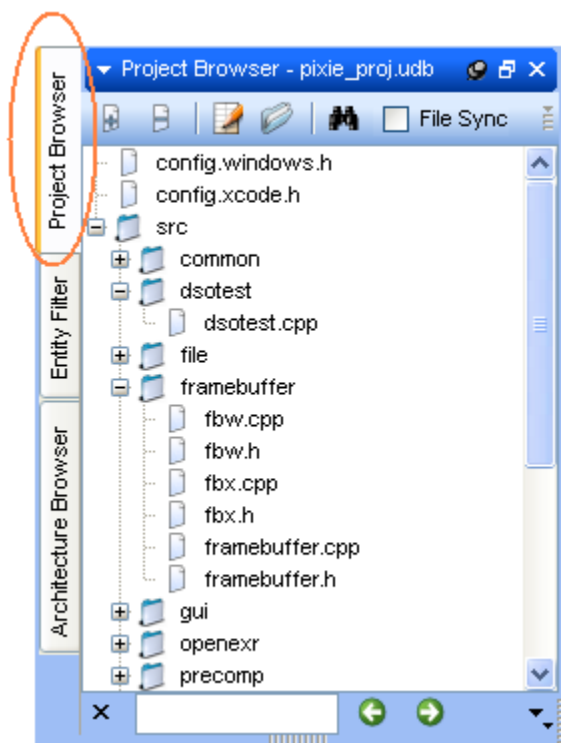 Project Browser - pixie_proj.udb
File Sync
Project Browser
Entity Filter
Architecture Browser
config.windows.h
config.xcode.h
src
common
dsotest
dsotest.cpp
file
framebuffer
fbw.cpp
fbw.h
fbx.cpp
fbx.h
framebuffer.cpp
framebuffer.h
gui
openexr
precomp